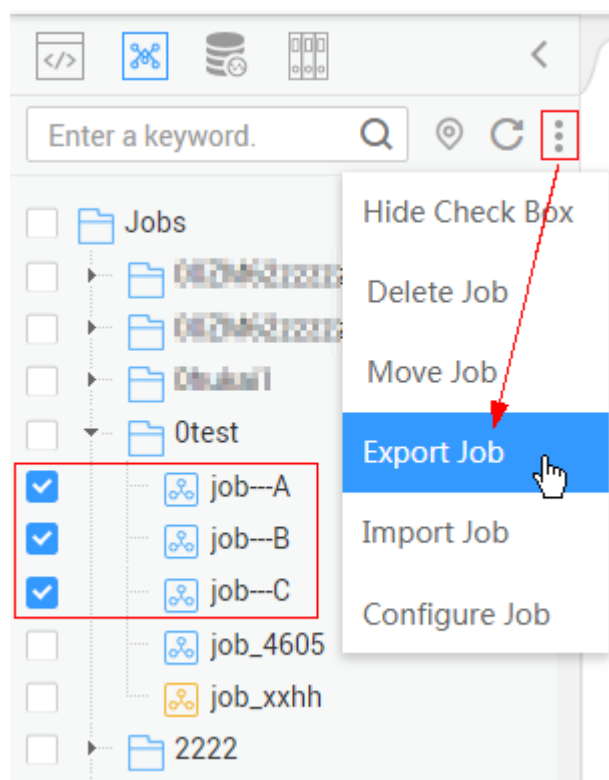 </>
Enter a keyword.
Hide Check Box
Delete Job
Move Job
Export Job
Import Job
Configure Job
Jobs
0test
job---A
job---B
job---C
job_4605
job_xxhh
2222